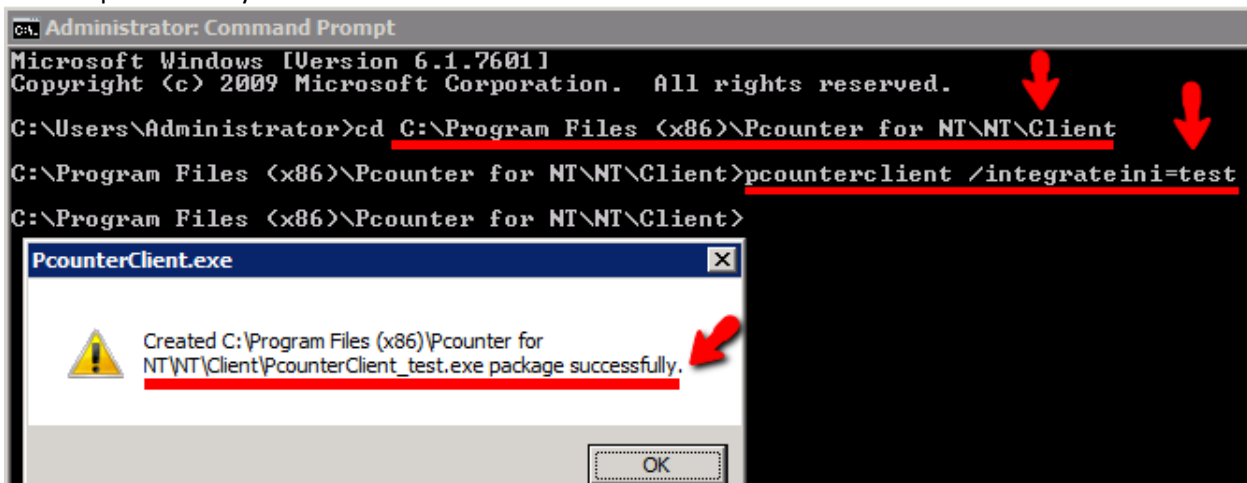 Administrator: Command Prompt
Microsoft Windows [Version 6.1.7601]
Copyright (c) 2009 Microsoft Corporation.  All rights reserved.
C:\Users\Administrator>cd C:\Program Files (x86)\Pcounter for NT\NT\Client
C:\Program Files (x86)\Pcounter for NT\NT\Client>pcounterclient /integrateini=test
C:\Program Files (x86)\Pcounter for NT\NT\Client>
PcounterClient.exe
Created C:\Program Files (x86)\Pcounter for
NT\NT\Client\PcounterClient_test.exe package successfully.
OK